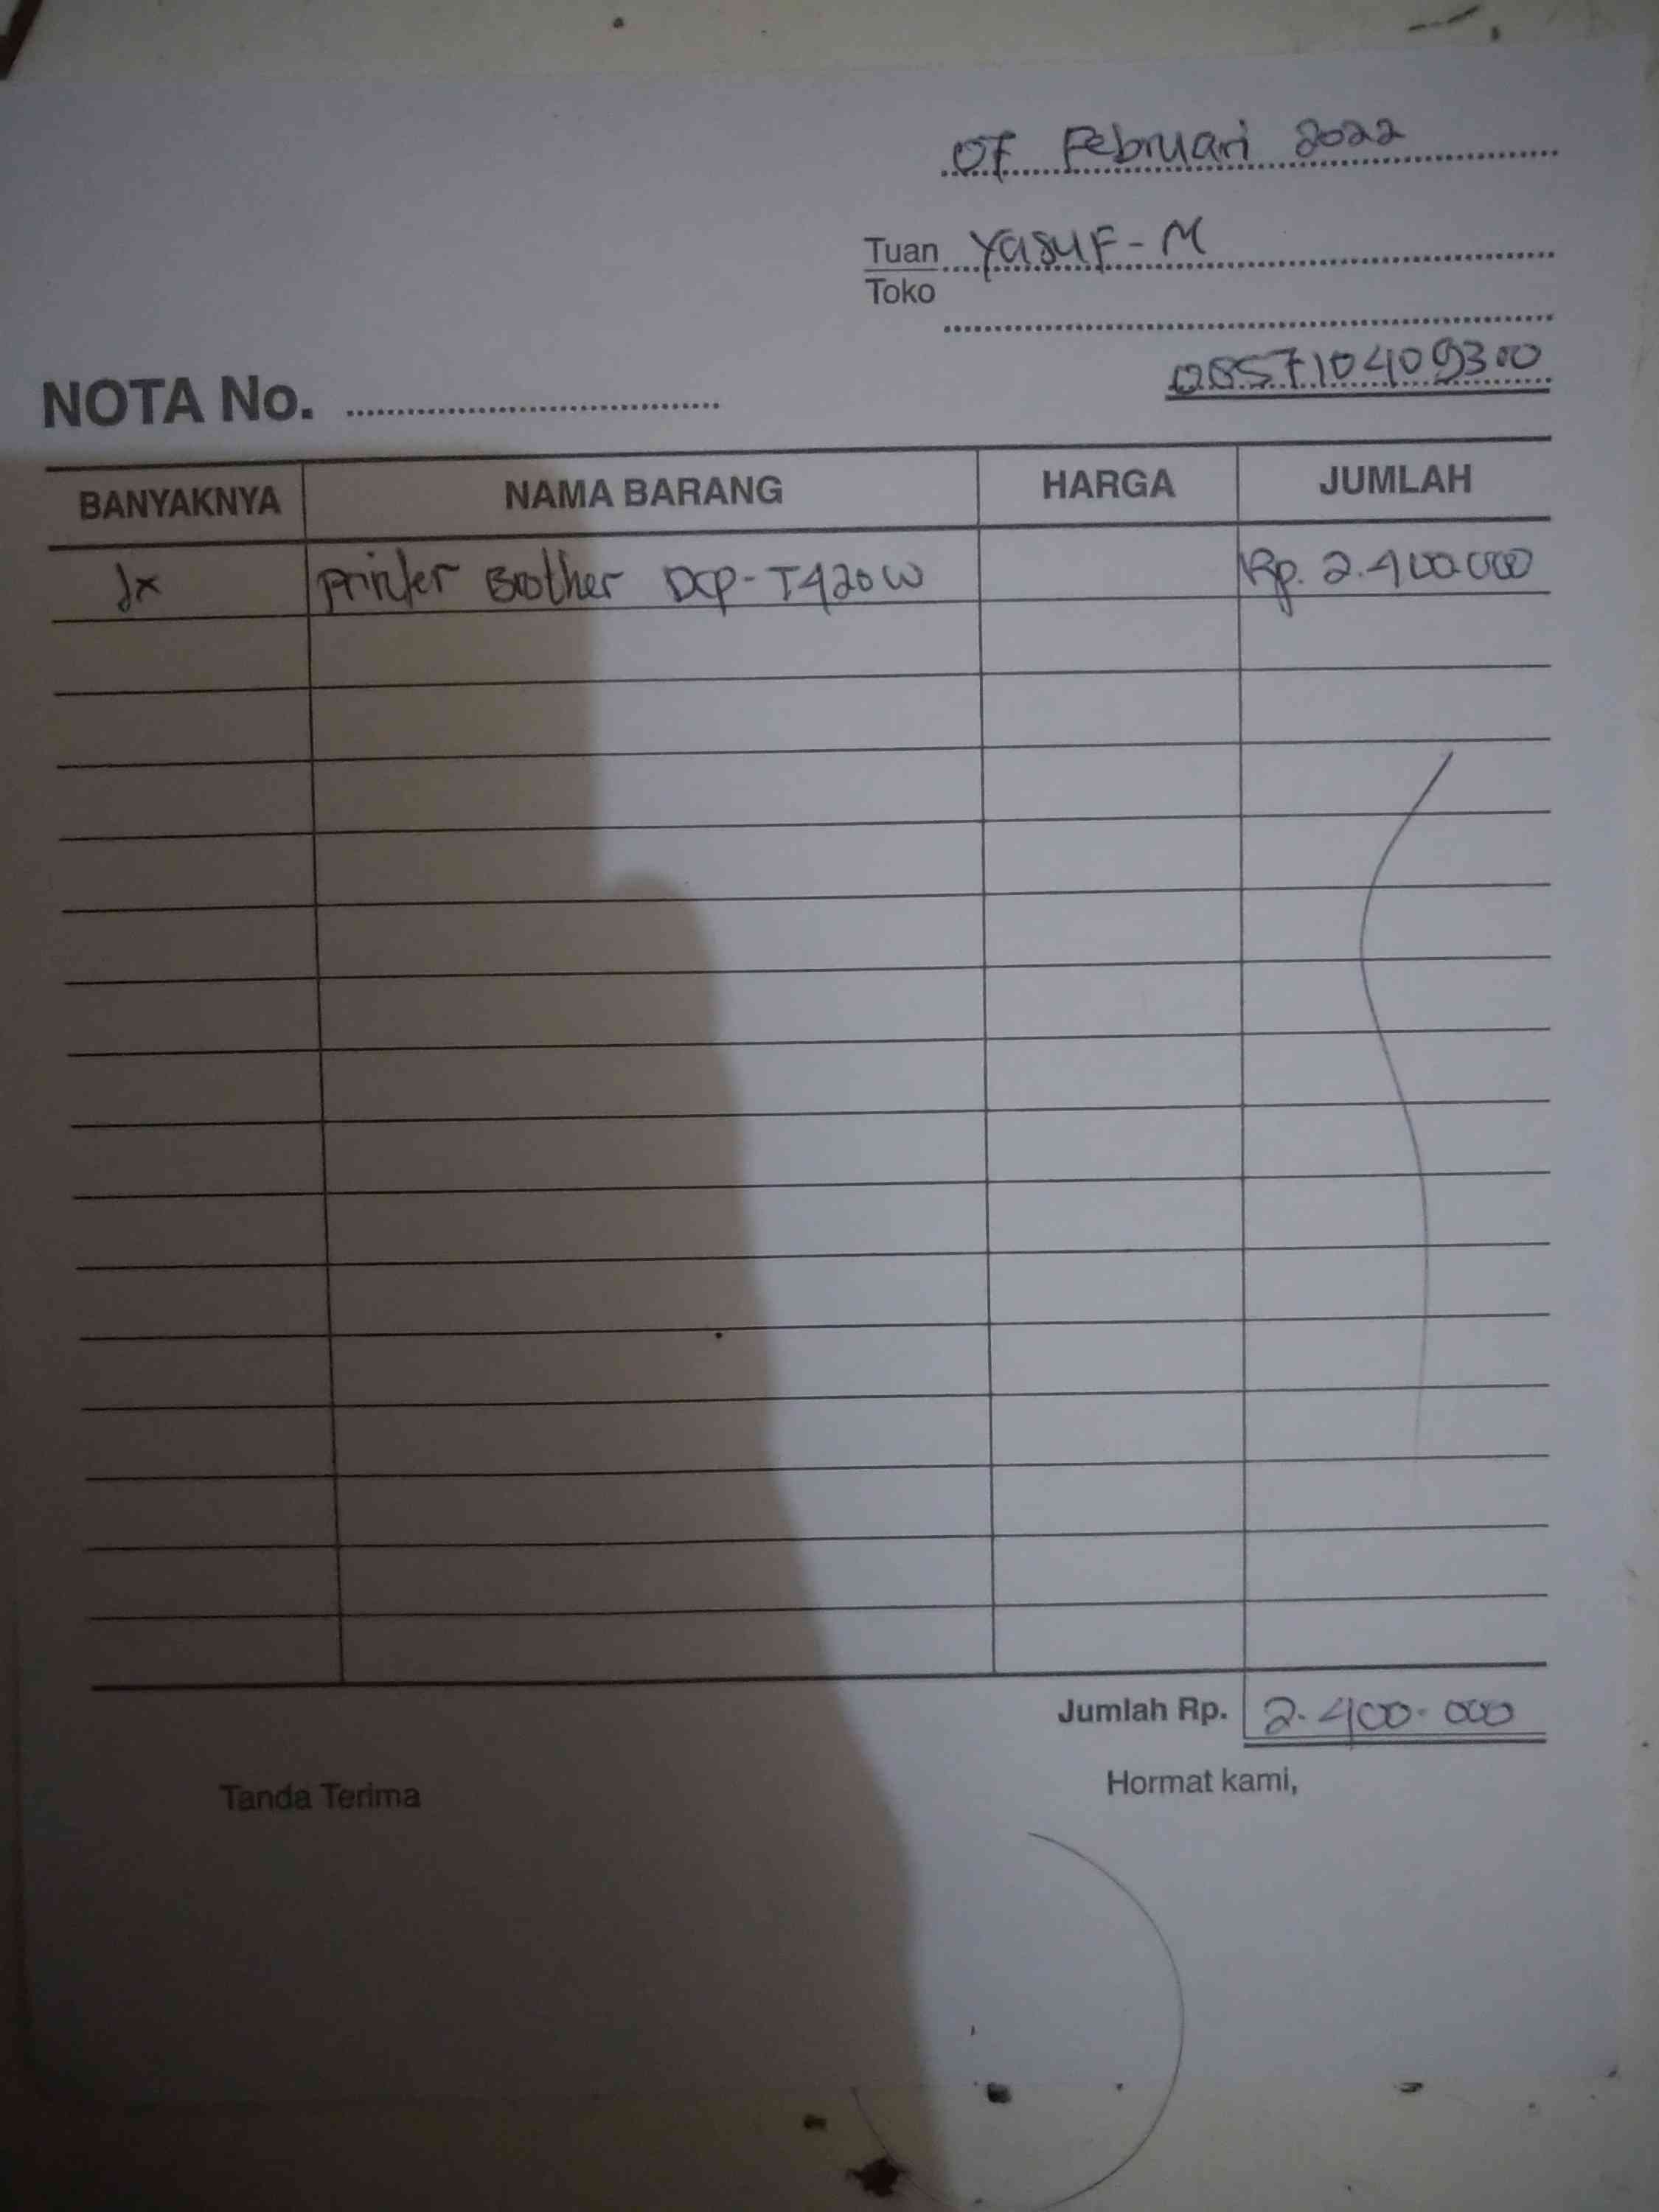 07 Februari 2022
Tuan Yasuf-M
Toko
085710409300
NOTA No.
BANYAKNYA NAMA BARANG HARGA JUMLAH
1x Printer Brother DCP-T420W Rp. 2.400.000
Jumlah Rp. 2.400.000
Tanda Terima Hormat kami,